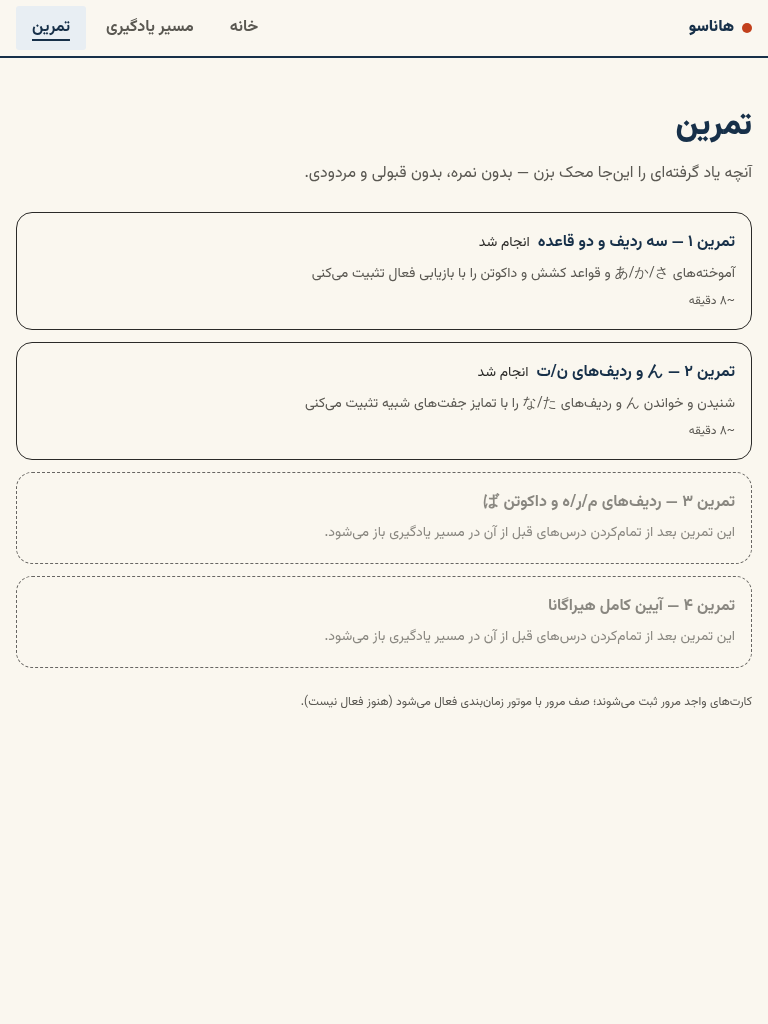 هاناسو
خانه
مسیر یادگیری
تمرین
تمرین
آنچه یاد گرفته‌ای را این‌جا محک بزن — بدون نمره، بدون قبولی و مردودی.
تمرین ۱ — سه ردیف و دو قاعده انجام شد
آموخته‌های あ/か/さ و قواعد کشش و داکوتن را با بازیابی فعال تثبیت می‌کنی
~۸ دقیقه
تمرین ۲ — ん و ردیف‌های ن/ت انجام شد
شنیدن و خواندن ん و ردیف‌های な/た را با تمایز جفت‌های شبیه تثبیت می‌کنی
~۸ دقیقه
تمرین ۳ — ردیف‌های م/ر/ه و داکوتن ば
این تمرین بعد از تمام‌کردن درس‌های قبل از آن در مسیر یادگیری باز می‌شود.
تمرین ۴ — آیین کامل هیراگانا
این تمرین بعد از تمام‌کردن درس‌های قبل از آن در مسیر یادگیری باز می‌شود.
کارت‌های واجد مرور ثبت می‌شوند؛ صف مرور با موتور زمان‌بندی فعال می‌شود (هنوز فعال نیست).